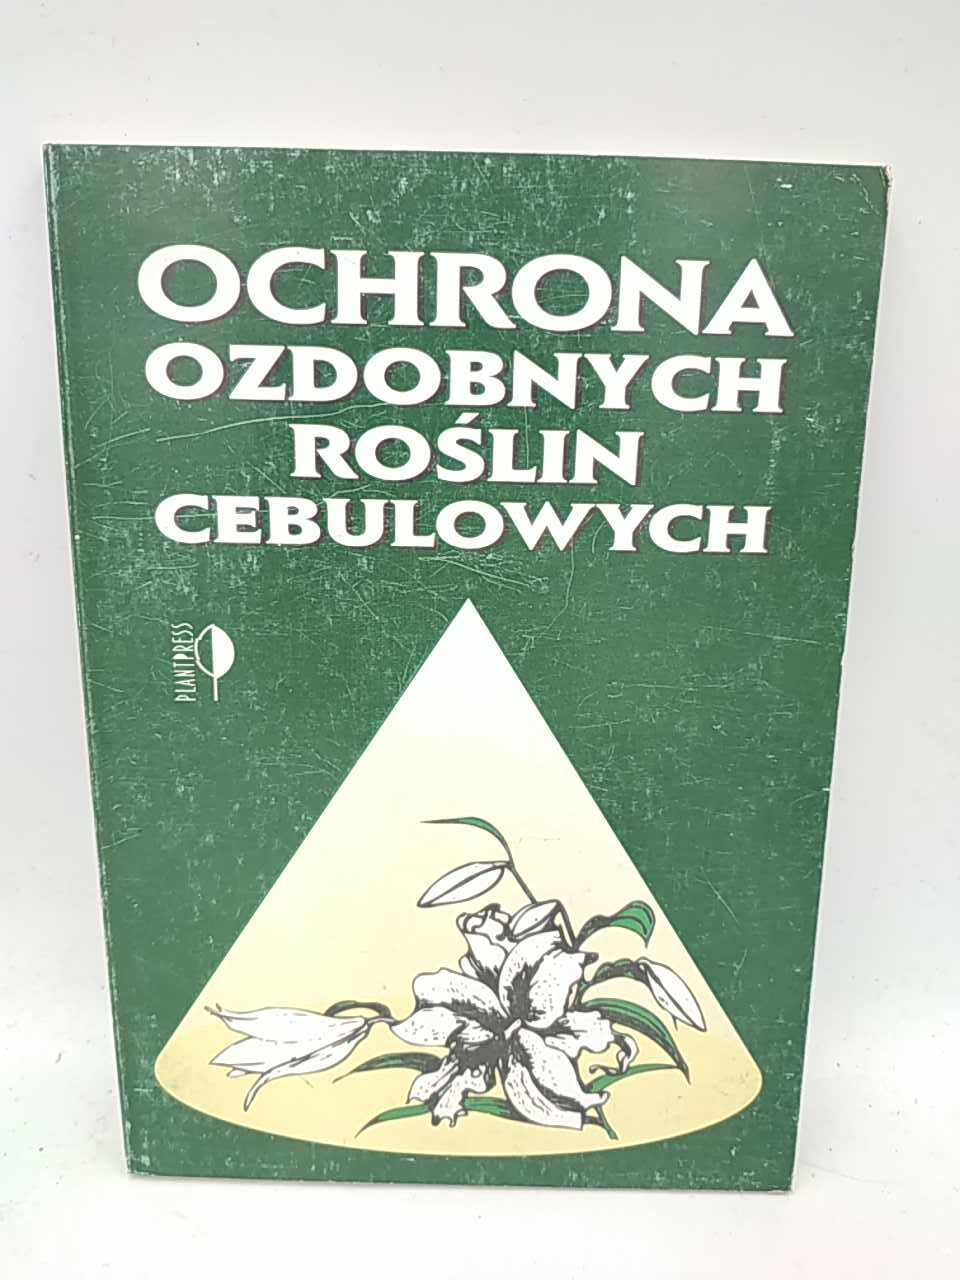 OCHRONA
OZDOBNYCH
ROŚLIN
CEBULOWYCH
PLANTPRESS